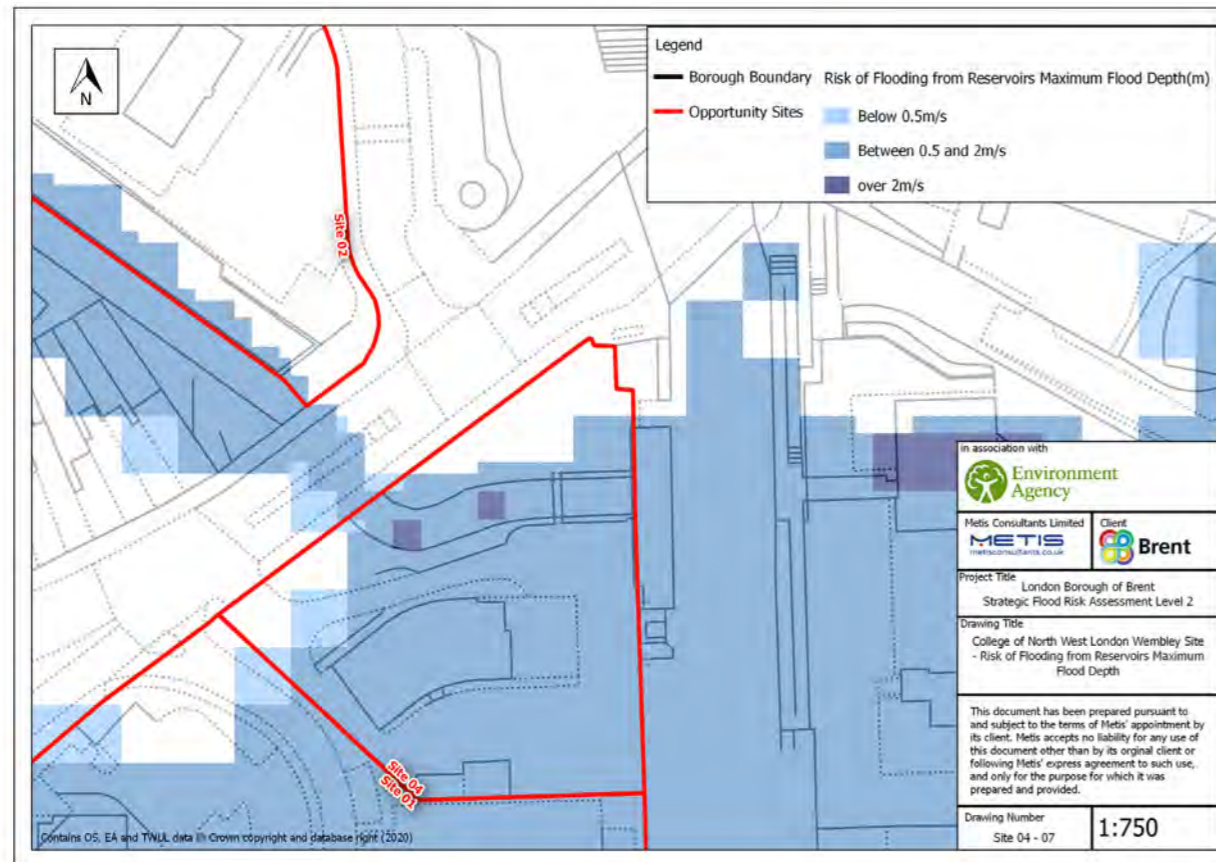 N
Legend
Borough Boundary
Opportunity Sites
Risk of Flooding from Reservoirs Maximum Flood Depth(m)
Below 0.5m/s
Between 0.5 and 2m/s
over 2m/s
Site 02
Site 04
Site 01
Contains OS, EA and TWUL data © Crown copyright and database right (2020)
in association with
Environment
Agency
Metis Consultants Limited
METIS
metisconsultants.co.uk
Client
Brent
Project Title
London Borough of Brent
Strategic Flood Risk Assessment Level 2
Drawing Title
College of North West London Wembley Site
- Risk of Flooding from Reservoirs Maximum
Flood Depth
This document has been prepared pursuant to
and subject to the terms of Metis' appointment by
its client. Metis accepts no liability for any use of
this document other than by its orginal client or
following Metis' express agreement to such use,
and only for the purpose for which it was
prepared and provided.
Drawing Number
Site 04 - 07
1:750